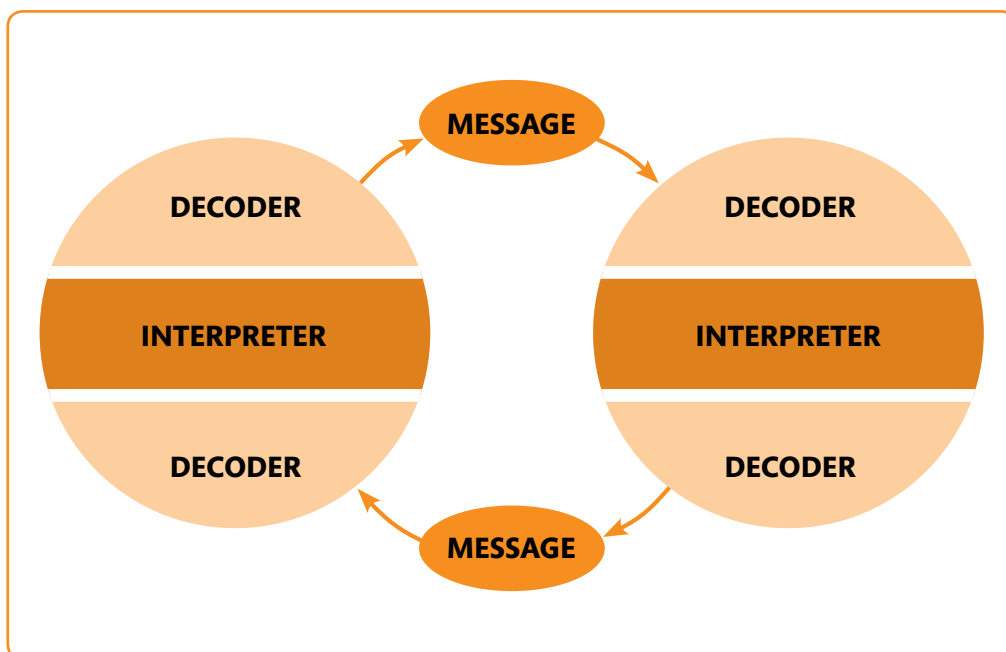 MESSAGE
DECODER
DECODER
INTERPRETER
INTERPRETER
DECODER
DECODER
MESSAGE